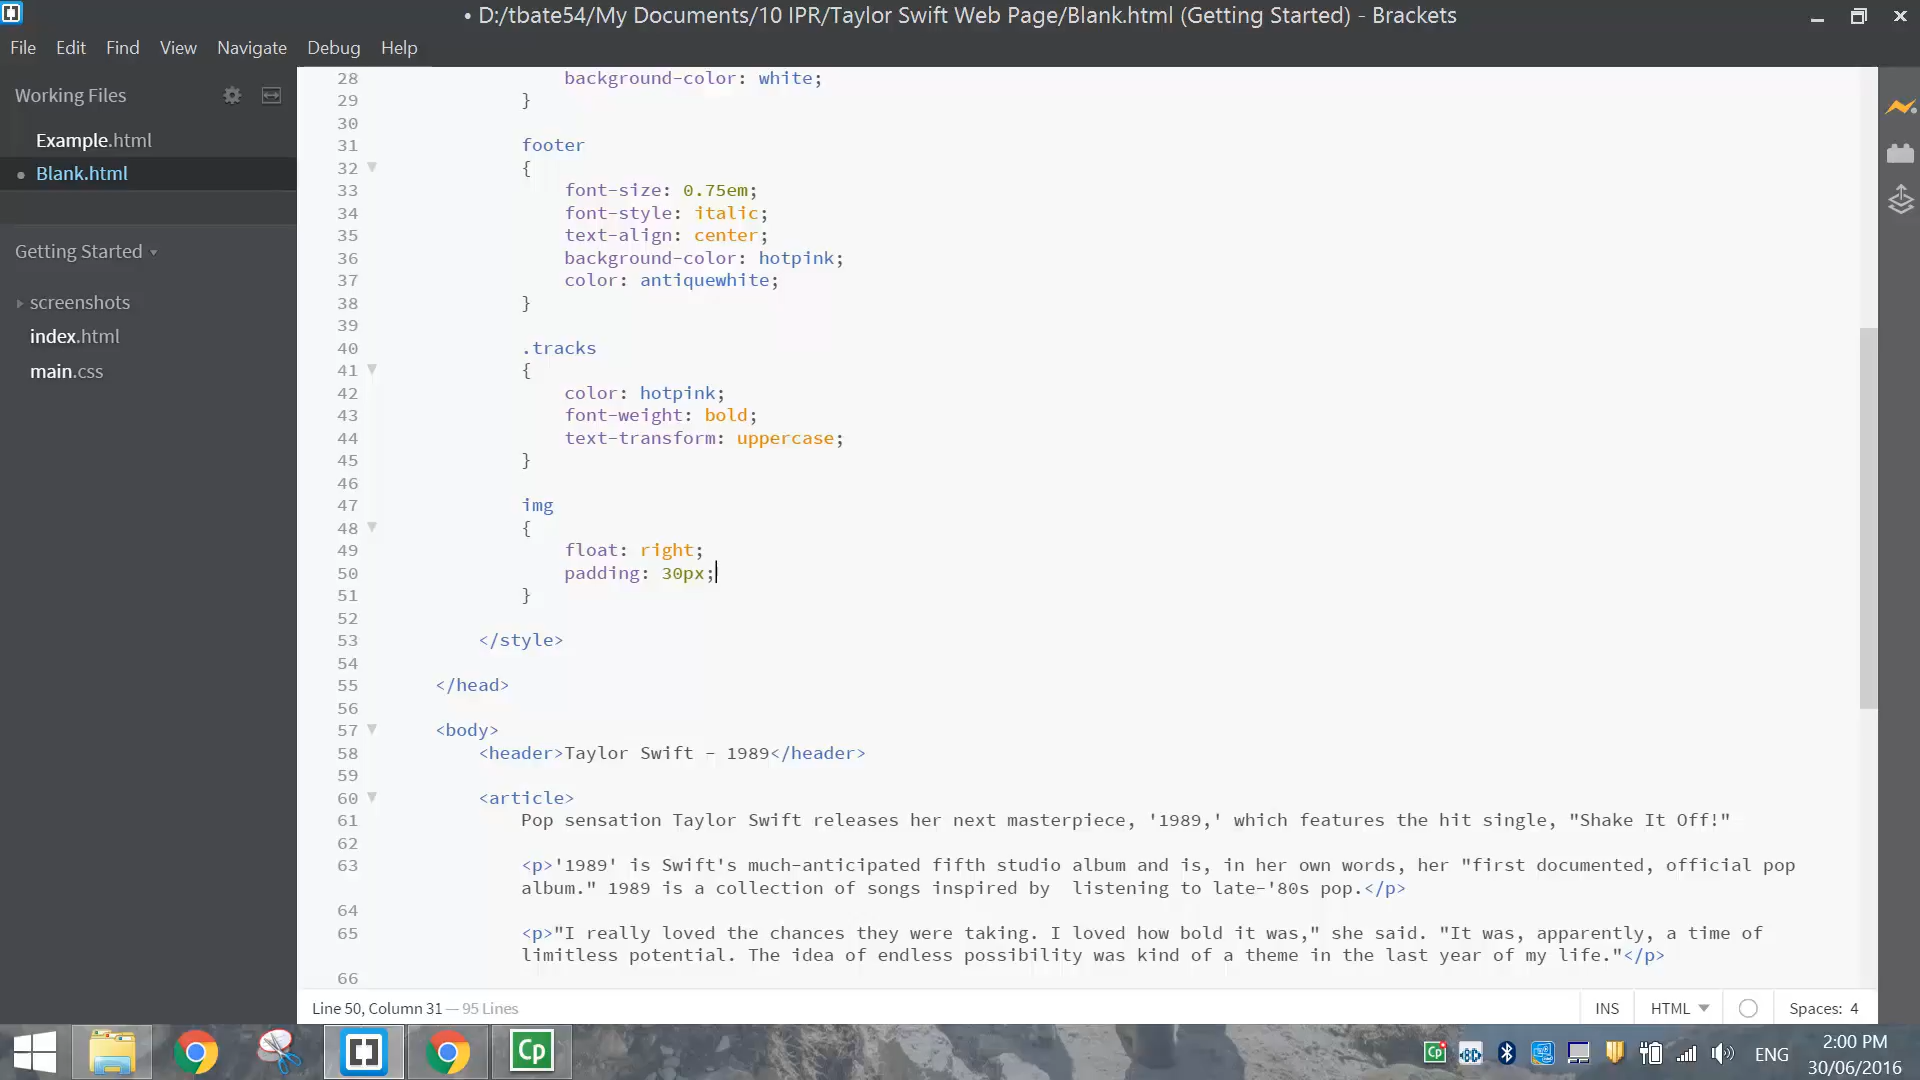 • D:/tbate54/My Documents/10 IPR/Taylor Swift Web Page/Blank.html (Getting Started) - Brackets
File Edit Find View Navigate Debug Help
Working Files
Example.html
• Blank.html
Getting Started
screenshots
index.html
main.css
28 background-color: white;
29 }
30
31 footer
32 {
33 font-size: 0.75em;
34 font-style: italic;
35 text-align: center;
36 background-color: hotpink;
37 color: antiquewhite;
38 }
39
40 .tracks
41 {
42 color: hotpink;
43 font-weight: bold;
44 text-transform: uppercase;
45 }
46
47 img
48 {
49 float: right;
50 padding: 30px;
51 }
52
53 </style>
54
55 </head>
56
57 <body>
58 <header>Taylor Swift - 1989</header>
59
60 <article>
61 Pop sensation Taylor Swift releases her next masterpiece, '1989,' which features the hit single, "Shake It Off!"
62
63 <p>'1989' is Swift's much-anticipated fifth studio album and is, in her own words, her "first documented, official pop
album." 1989 is a collection of songs inspired by  listening to late-'80s pop.</p>
64
65 <p>"I really loved the chances they were taking. I loved how bold it was," she said. "It was, apparently, a time of
limitless potential. The idea of endless possibility was kind of a theme in the last year of my life."</p>
66
Line 50, Column 31 — 95 Lines
INS HTML Spaces: 4
Cp
ENG
2:00 PM
30/06/2016